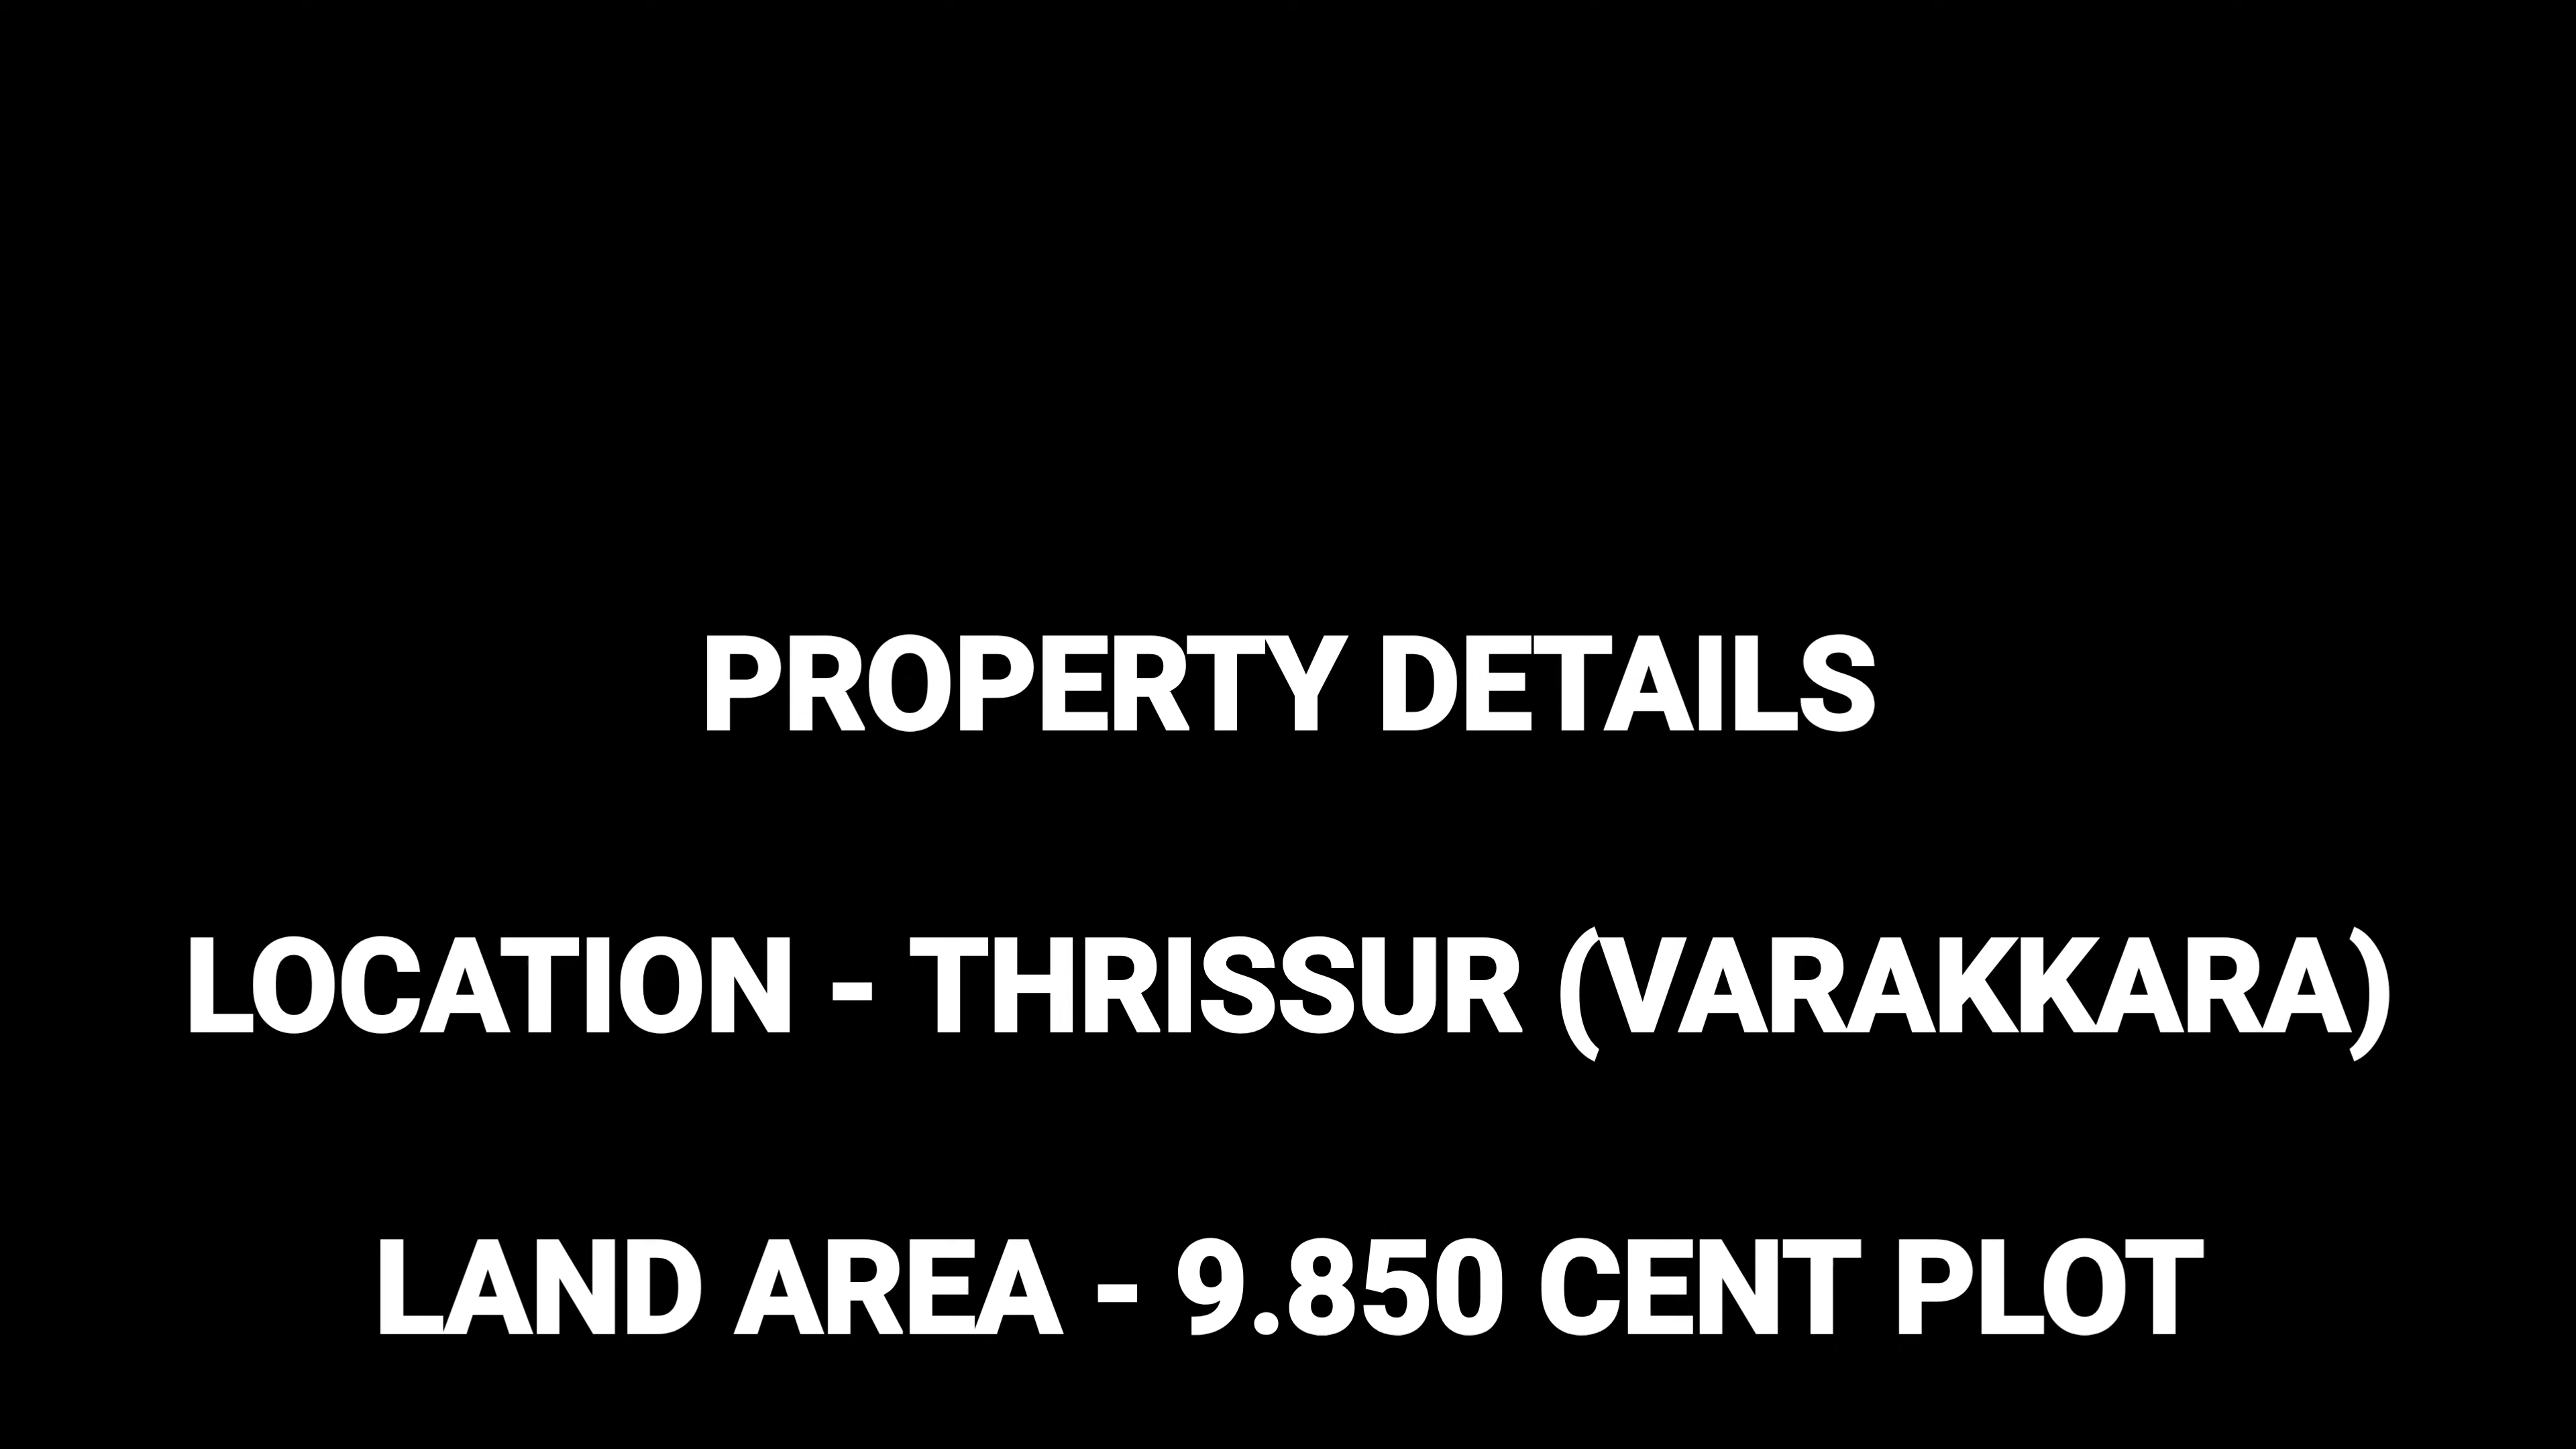 PROPERTY DETAILS
LOCATION - THRISSUR (VARAKKARA)
LAND AREA - 9.850 CENT PLOT